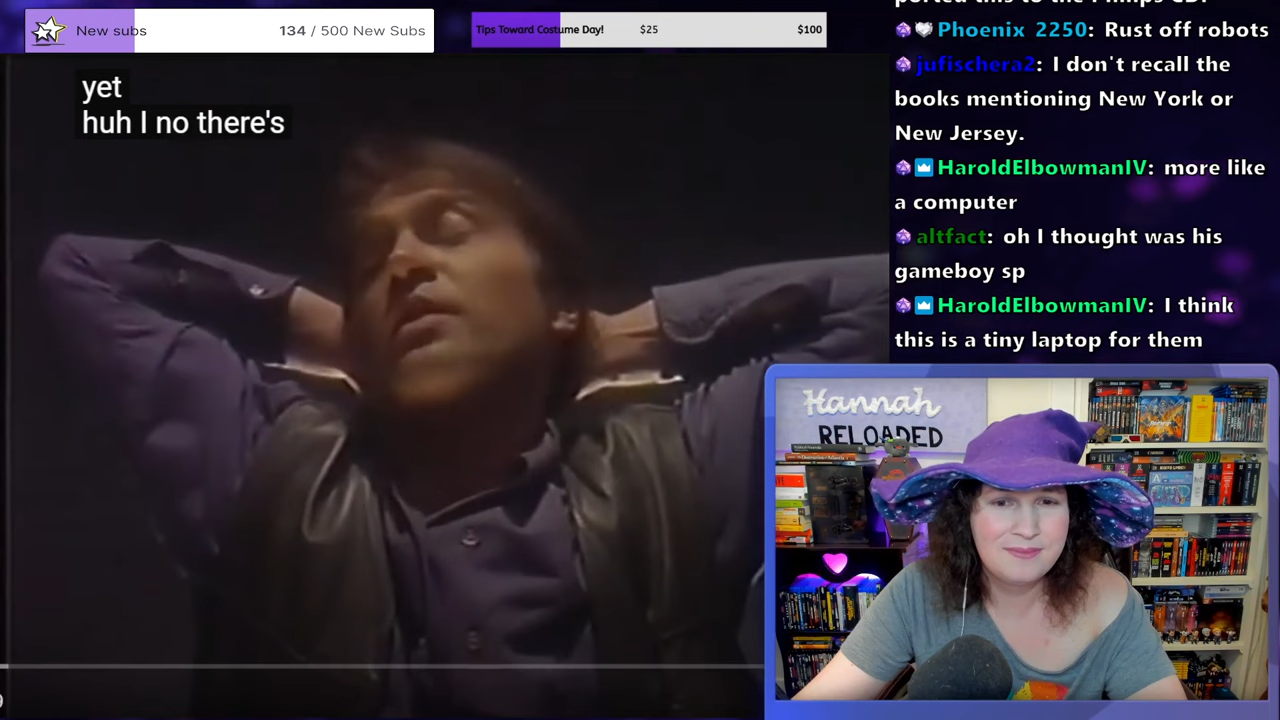 New subs
134 / 500 New Subs
Tips Toward Costume Day!
$25
$100
yet
huh I no there's
Phoenix_2250: Rust off robots
jufischera2: I don't recall the
books mentioning New York or
New Jersey.
HaroldElbowmanIV: more like
a computer
altfact: oh I thought was his
gameboy sp
HaroldElbowmanIV: I think
this is a tiny laptop for them
Hannah
RELOADED